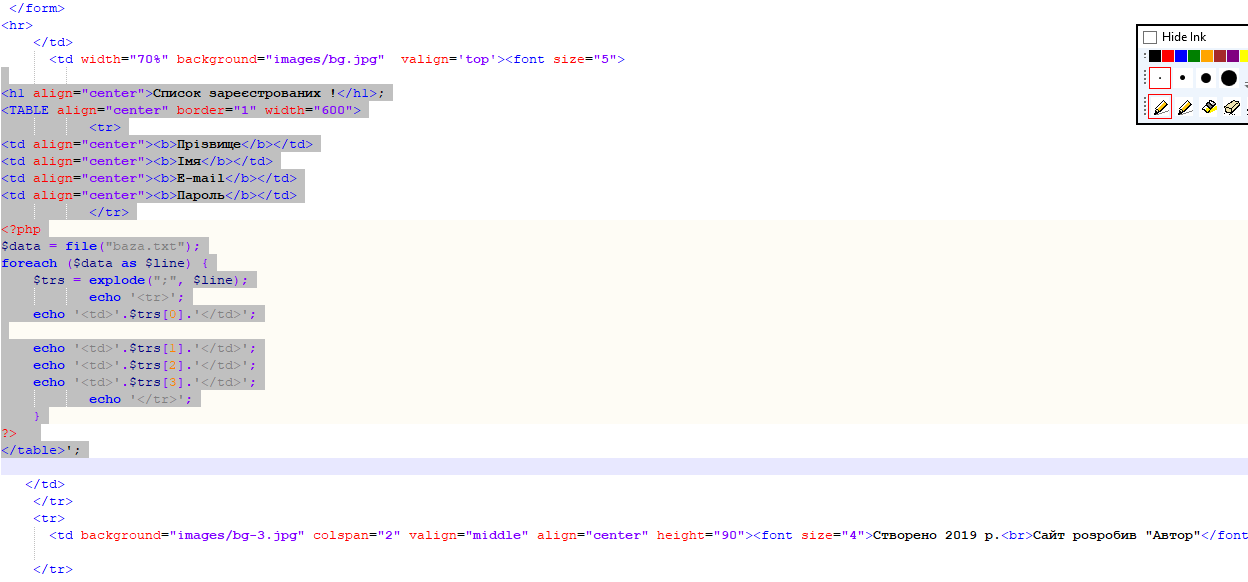 </form>
<hr>
</td>
<td width="70%" background="images/bg.jpg"  valign='top'><font size="5">
<h1 align="center">Список зареєстрованих !</h1>;
<TABLE align="center" border="1" width="600">
<tr>
<td align="center"><b>Прізвище</b></td>
<td align="center"><b>Імя</b></td>
<td align="center"><b>E-mail</b></td>
<td align="center"><b>Пароль</b></td>
</tr>
<?php
$data = file("baza.txt");
foreach ($data as $line) {
$trs = explode(";", $line);
echo '<tr>';
echo '<td>'.$trs[0].'</td>';
echo '<td>'.$trs[1].'</td>';
echo '<td>'.$trs[2].'</td>';
echo '<td>'.$trs[3].'</td>';
echo '</tr>';
}
?>
</table>';
</td>
</tr>
<tr>
<td background="images/bg-3.jpg" colspan="2" valign="middle" align="center" height="90"><font size="4">Створено 2019 р.<br>Сайт розробив "Автор"</font
</tr>
Hide Ink